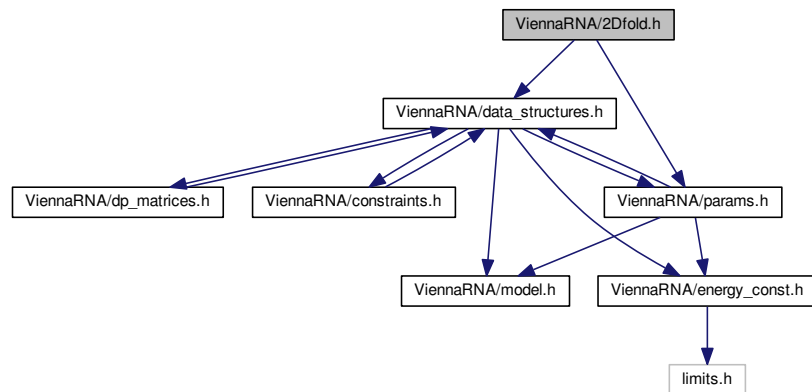 ViennaRNA/2Dfold.h
ViennaRNA/data_structures.h
ViennaRNA/dp_matrices.h
ViennaRNA/constraints.h
ViennaRNA/params.h
ViennaRNA/model.h
ViennaRNA/energy_const.h
limits.h